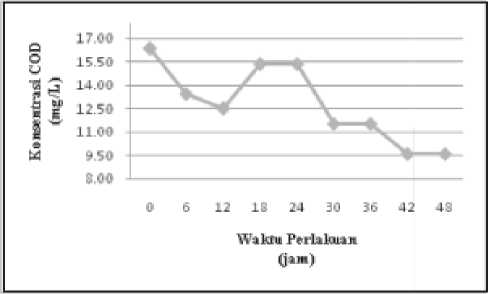 Konsentrasi COD
(mg/L)
17.00
15.50
14.00
12.50
11.00
9.50
8.00
0 6 12 18 24 30 36 42 48
Waktu Perlakuan
(jam)